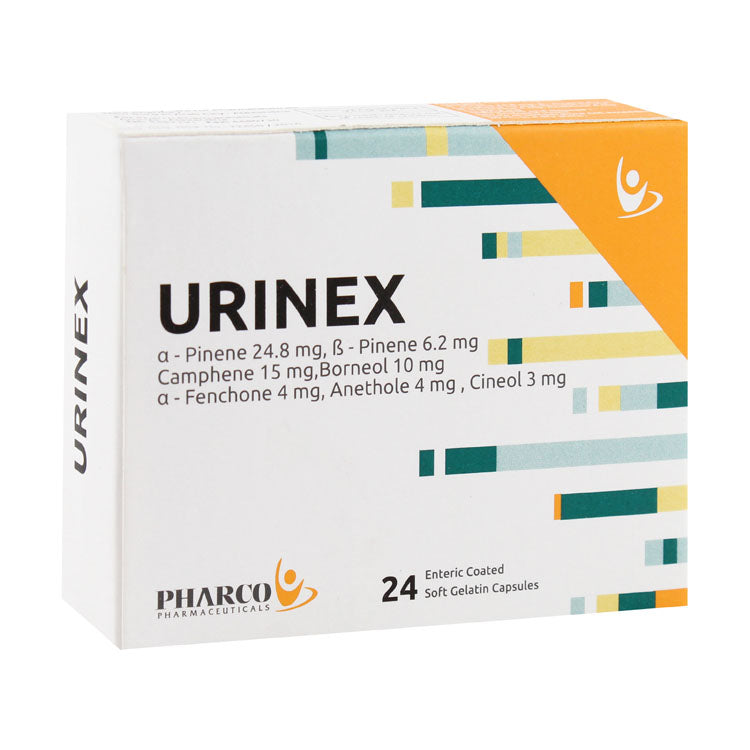 URINEX
α - Pinene 24.8 mg, ß - Pinene 6.2 mg
Camphene 15 mg,Borneol 10 mg
α - Fenchone 4 mg, Anethole 4 mg , Cineol 3 mg
PHARCO
PHARMACEUTICALS
24 Enteric Coated
Soft Gelatin Capsules
URINEX